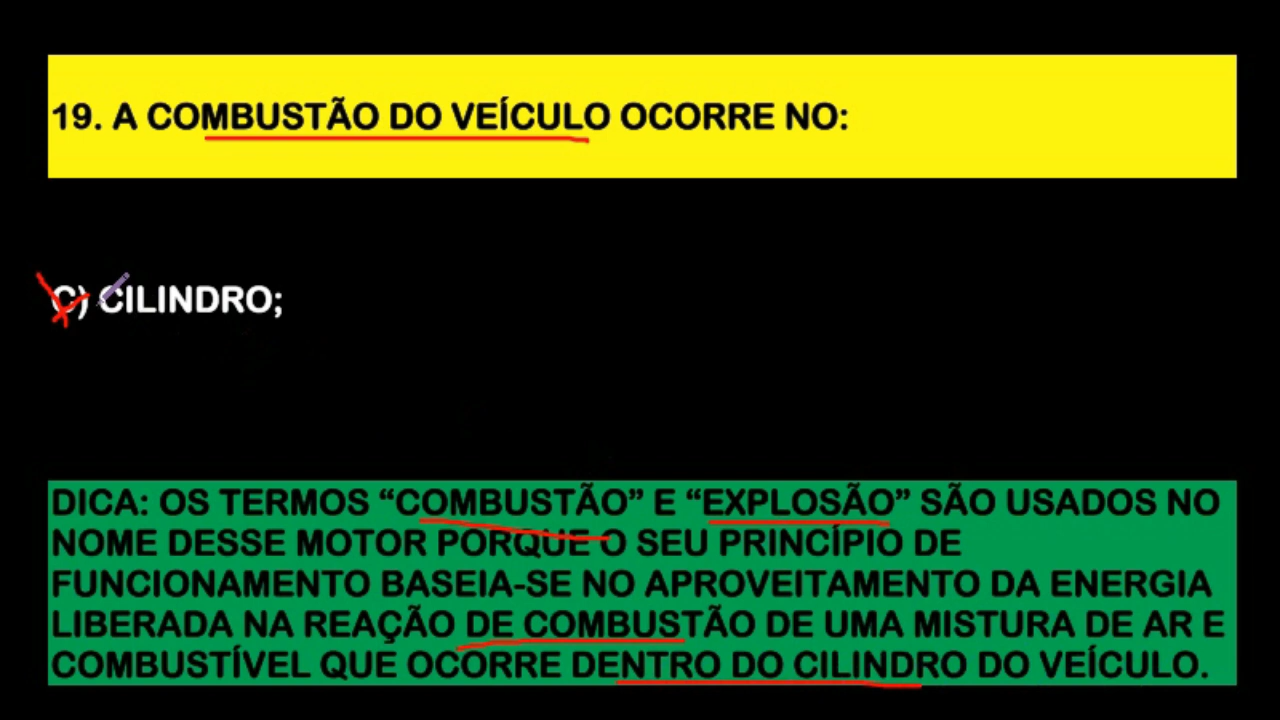 19. A COMBUSTÃO DO VEÍCULO OCORRE NO:
C) CILINDRO;
DICA: OS TERMOS “COMBUSTÃO” E “EXPLOSÃO” SÃO USADOS NO
NOME DESSE MOTOR PORQUE O SEU PRINCÍPIO DE
FUNCIONAMENTO BASEIA-SE NO APROVEITAMENTO DA ENERGIA
LIBERADA NA REAÇÃO DE COMBUSTÃO DE UMA MISTURA DE AR E
COMBUSTÍVEL QUE OCORRE DENTRO DO CILINDRO DO VEÍCULO.